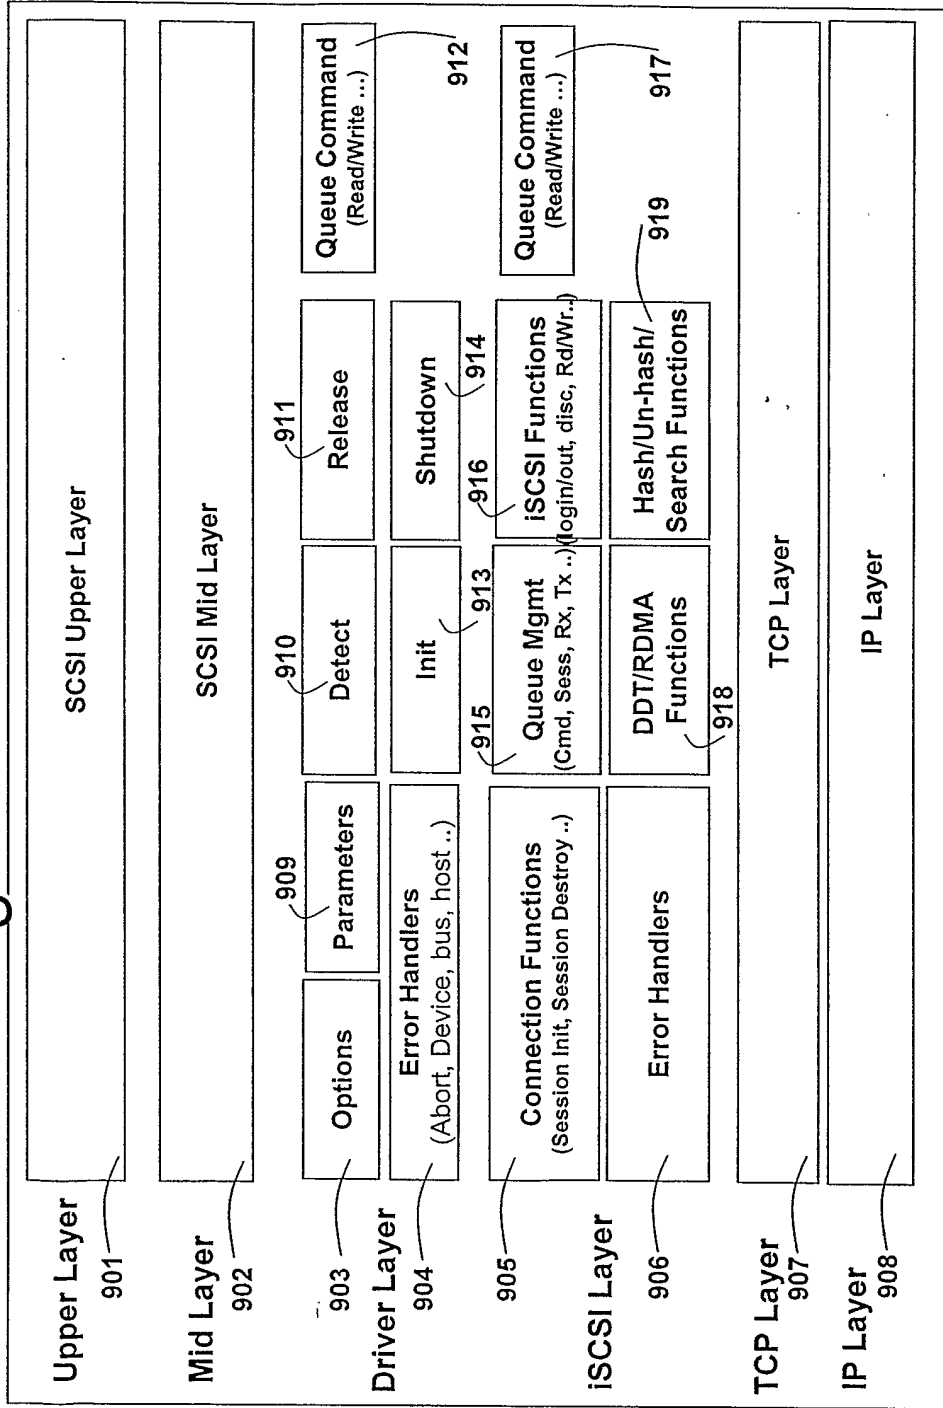 Upper Layer
901
SCSI Upper Layer
Mid Layer
902
SCSI Mid Layer
Driver Layer
903
Options
909
Parameters
910
Detect
911
Release
Queue Command
(Read/Write ...)
912
904
Error Handlers
(Abort, Device, bus, host ..)
Init
913
Shutdown
914
iSCSI Layer
905
Connection Functions
(Session Init, Session Destroy ..)
915
Queue Mgmt
(Cmd, Sess, Rx, Tx ..)
916
iSCSI Functions
(login/out, disc, Rd/Wr..)
Queue Command
(Read/Write ...)
917
906
Error Handlers
DDT/RDMA
Functions
918
Hash/Un-hash/
Search Functions
919
TCP Layer
907
TCP Layer
IP Layer
908
IP Layer